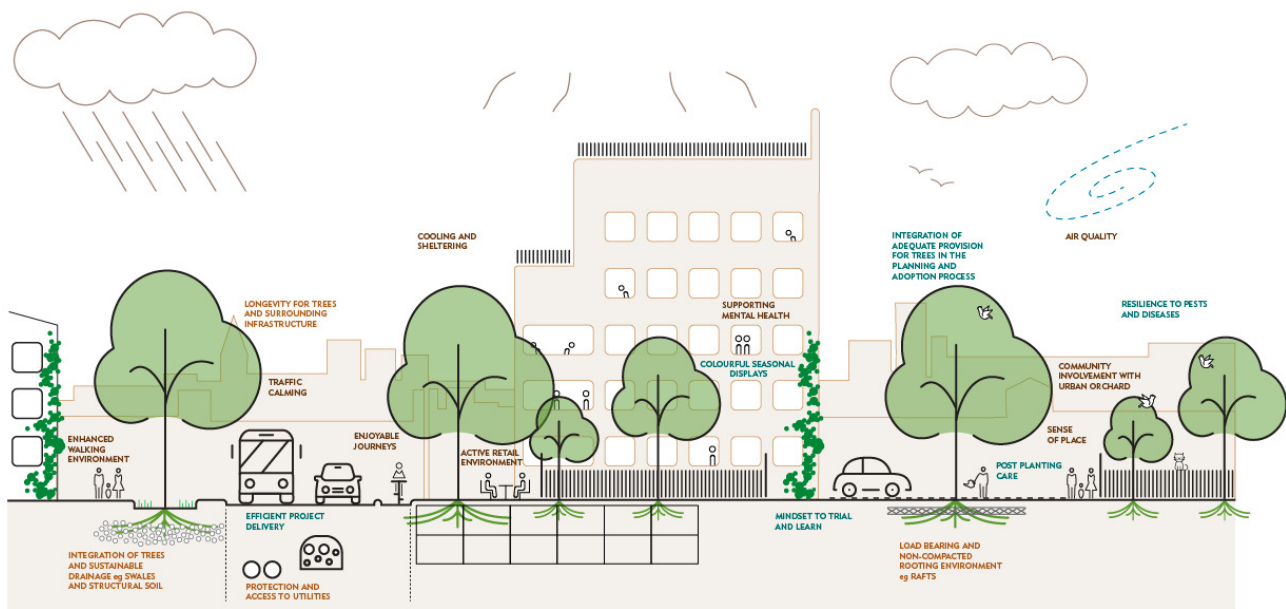 COOLING AND
SHELTERING
INTEGRATION OF
ADEQUATE PROVISION
FOR TREES IN THE
PLANNING AND
ADOPTION PROCESS
AIR QUALITY
LONGEVITY FOR TREES
AND SURROUNDING
INFRASTRUCTURE
SUPPORTING
MENTAL HEALTH
RESILIENCE TO PESTS
AND DISEASES
COLOURFUL SEASONAL
DISPLAYS
COMMUNITY
INVOLVEMENT WITH
URBAN ORCHARD
TRAFFIC
CALMING
ENHANCED
WALKING
ENVIRONMENT
ENJOYABLE
JOURNEYS
ACTIVE RETAIL
ENVIRONMENT
SENSE
OF PLACE
POST PLANTING
CARE
EFFICIENT PROJECT
DELIVERY
MINDSET TO TRIAL
AND LEARN
INTEGRATION OF TREES
AND SUSTAINABLE
DRAINAGE eg SWALES
AND STRUCTURAL SOIL
PROTECTION AND
ACCESS TO UTILITIES
LOAD BEARING AND
NON-COMPACTED
ROOTING ENVIRONMENT
eg RAFTS